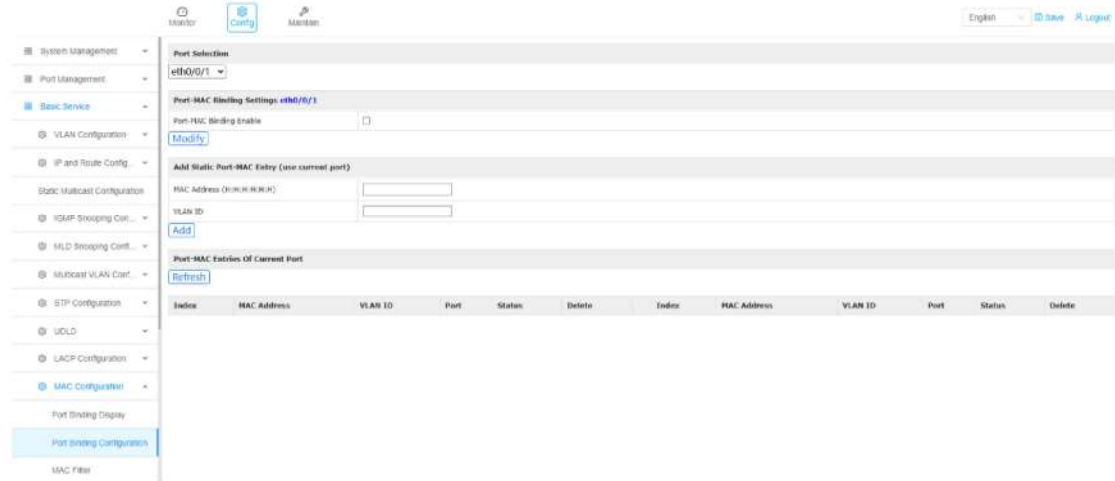 Monitor
Config
Maintain
English
Save
Logout
System Management
Port Management
Basic Service
VLAN Configuration
IP and Route Config...
Static Multicast Configuration
IGMP Snooping Con...
MLD Snooping Confi...
Multicast VLAN Conf...
STP Configuration
UDLD
LACP Configuration
MAC Configuration
Port Binding Display
Port Binding Configuration
MAC Filter
Port Selection
eth0/0/1
Port-MAC Binding Settings eth0/0/1
Port-MAC Binding Enable
Modify
Add Static Port-MAC Entry (use current port)
MAC Address (H:H:H:H:H:H)
VLAN ID
Add
Port-MAC Entries Of Current Port
Refresh
Index MAC Address VLAN ID Port Status Delete Index MAC Address VLAN ID Port Status Delete